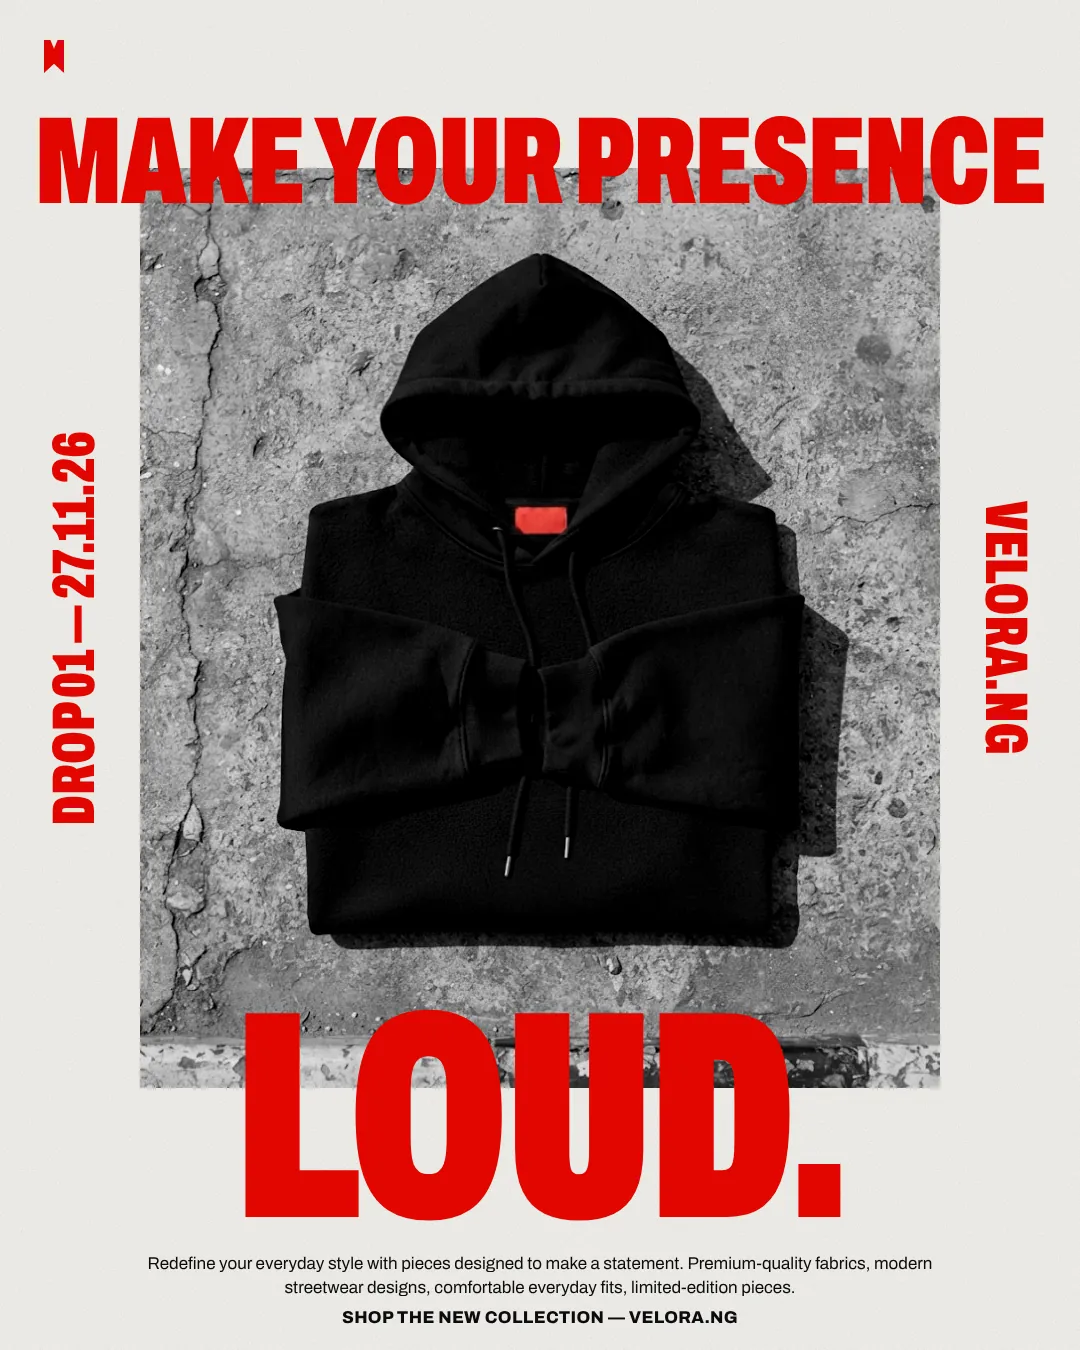 MAKE YOUR PRESENCE
DROP 01 — 27.11.26
VELORA.NG
LOUD.
Redefine your everyday style with pieces designed to make a statement. Premium-quality fabrics, modern
streetwear designs, comfortable everyday fits, limited-edition pieces.
SHOP THE NEW COLLECTION — VELORA.NG